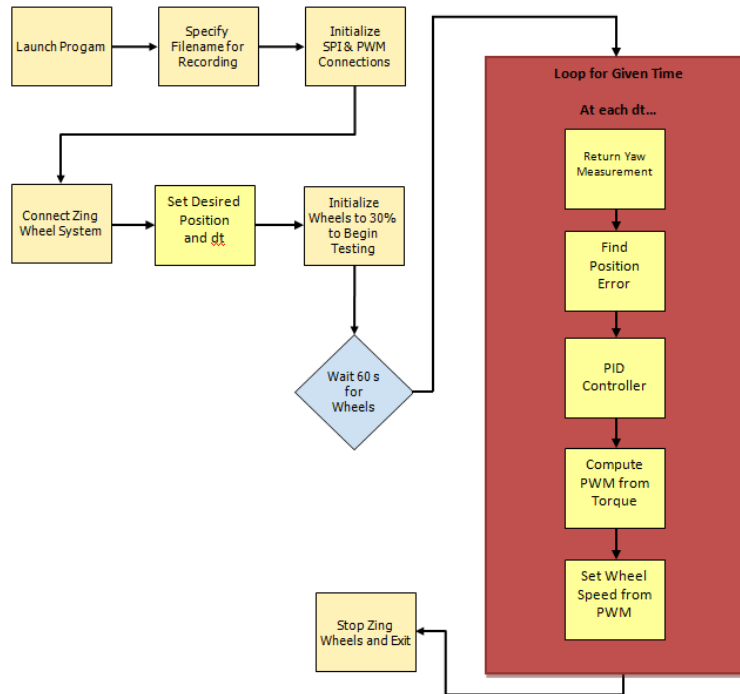 Launch Progam
Specify
Filename for
Recording
Initialize
SPI & PWM
Connections
Connect Zing
Wheel System
Set Desired
Position
and dt
Initialize
Wheels to 30%
to Begin
Testing
Wait 60 s
for
Wheels
Loop for Given Time
At each dt...
Return Yaw
Measurement
Find
Position
Error
PID
Controller
Compute
PWM from
Torque
Set Wheel
Speed from
PWM
Stop Zing
Wheels and Exit